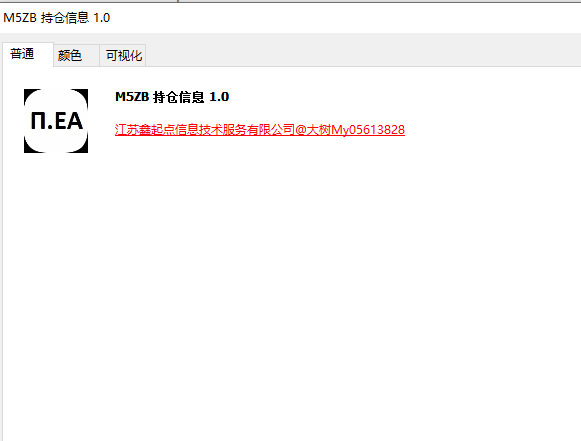 M5ZB 持仓信息 1.0
普通
颜色
可视化
П.EA
M5ZB 持仓信息 1.0
江苏鑫起点信息技术服务有限公司@大树My05613828